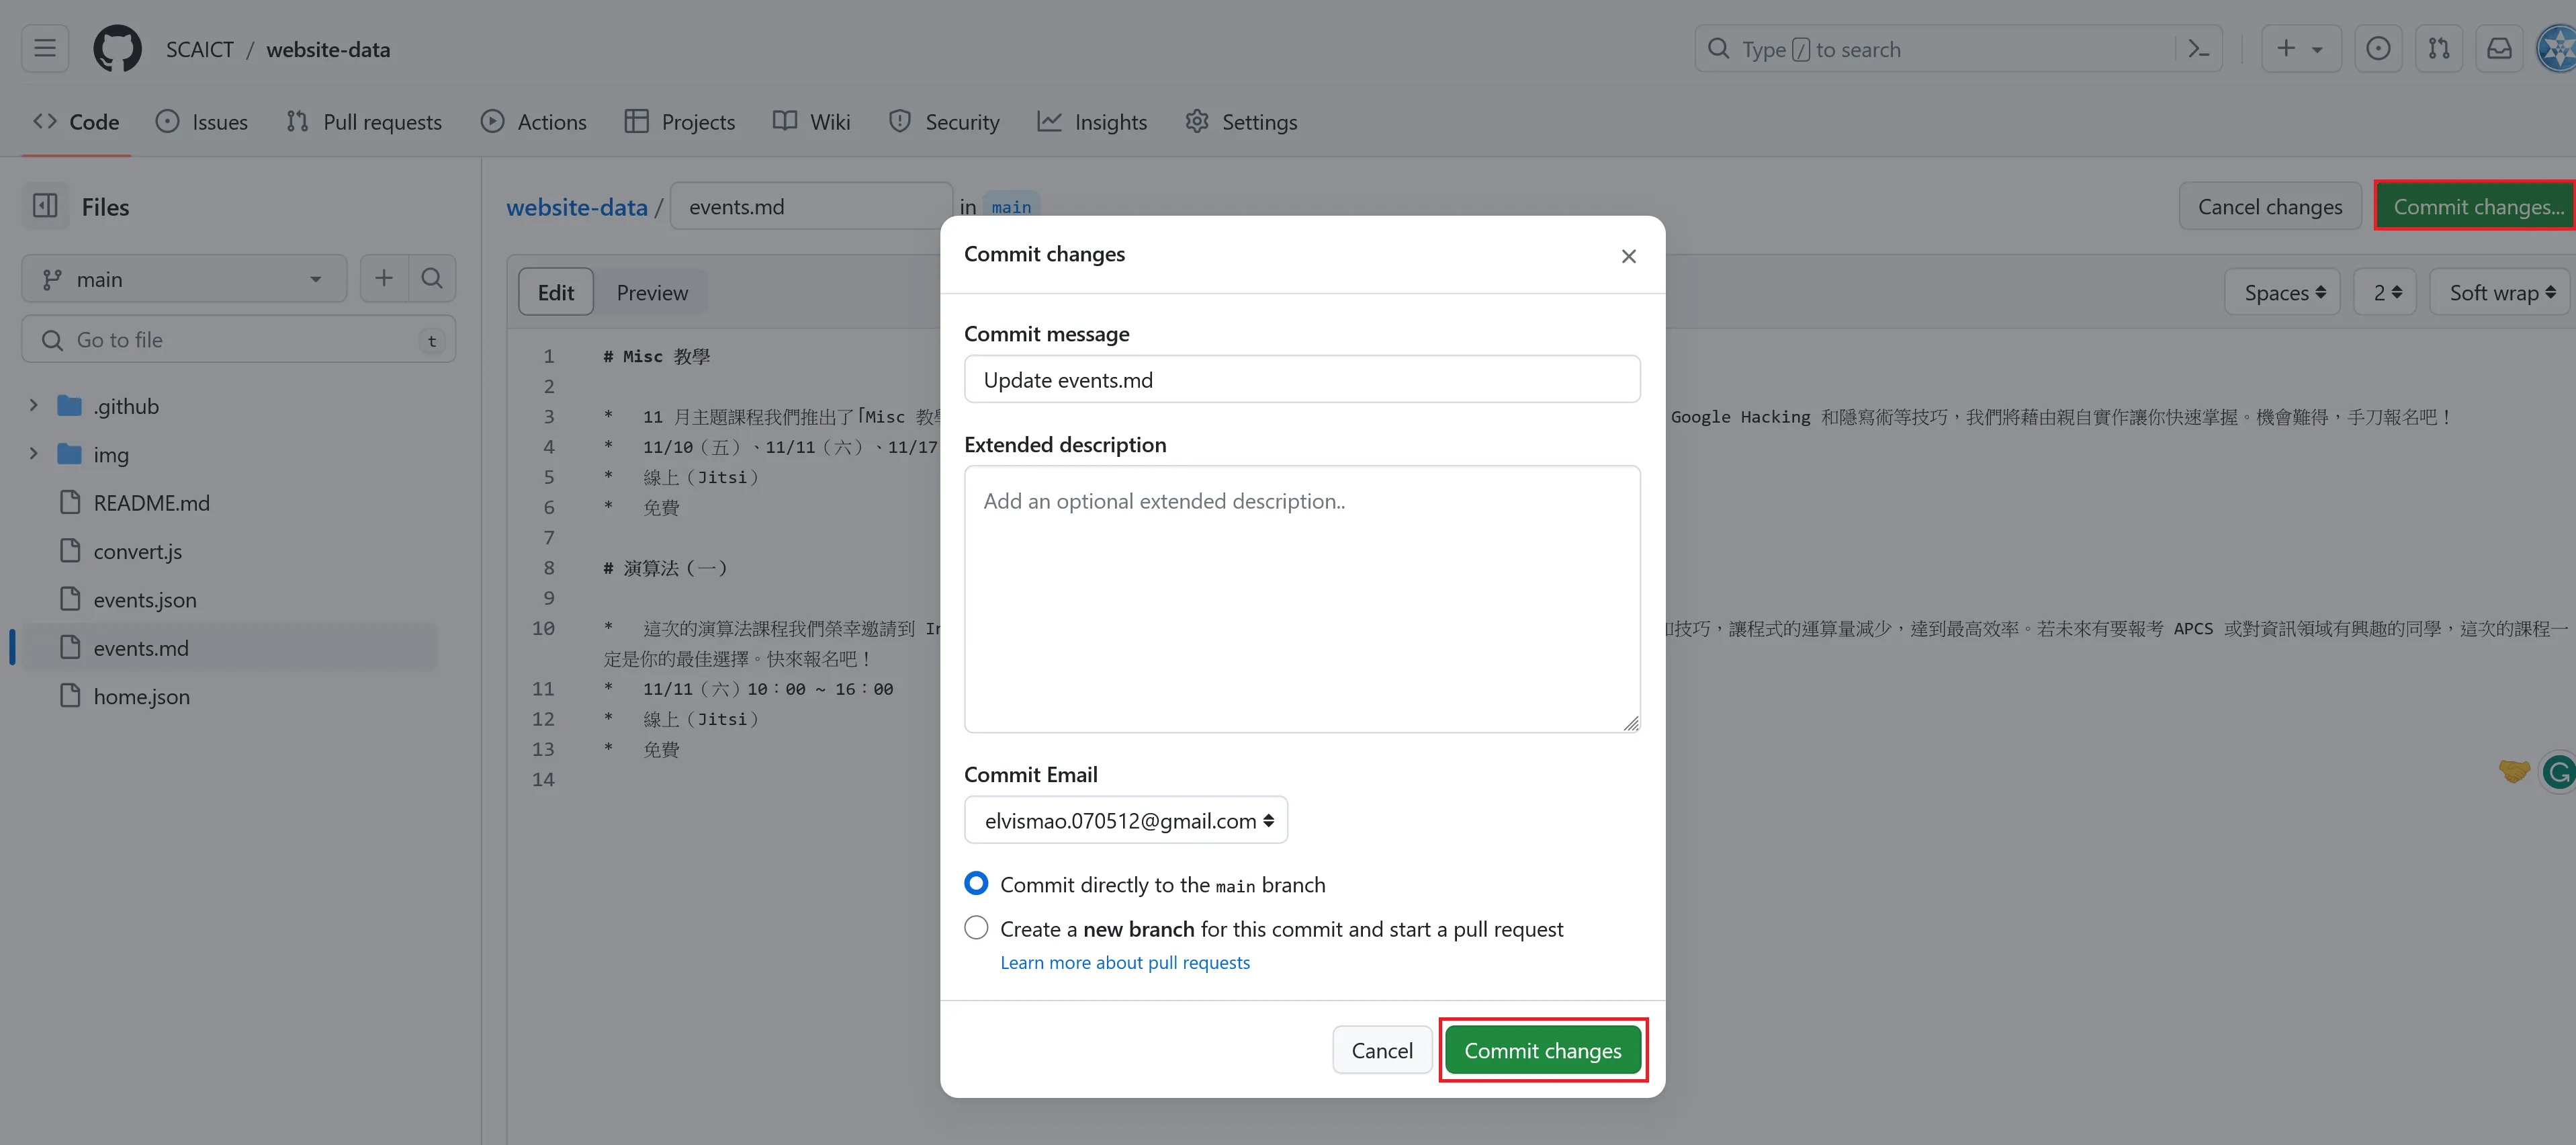 SCAICT / website-data
Type / to search
Code Issues Pull requests Actions Projects Wiki Security Insights Settings
Files
website-data / events.md in main
Cancel changes
Commit changes...
main
Go to file t
.github
img
README.md
convert.js
events.json
events.md
home.json
Edit Preview
Spaces 2 Soft wrap
1 # Misc 教學
2
3 * 11 月主題課程我們推出了「Misc 教 Google Hacking 和隱寫術等技巧，我們將藉由親自實作讓你快速掌握。機會難得，手刀報名吧！
4 * 11/10（五）、11/11（六）、11/17
5 * 線上（Jitsi）
6 * 免費
7
8 # 演算法（一）
9
10 * 這次的演算法課程我們榮幸邀請到 技巧，讓程式的運算量減少，達到最高效率。若未來有要報考 APCS 或對資訊領域有興趣的同學，這次的課程一
定是你的最佳選擇。快來報名吧！
11 * 11/11（六）10：00 ~ 16：00
12 * 線上（Jitsi）
13 * 免費
14
Commit changes
Commit message
Update events.md
Extended description
Add an optional extended description..
Commit Email
elvismao.070512@gmail.com
Commit directly to the main branch
Create a new branch for this commit and start a pull request
Learn more about pull requests
Cancel
Commit changes